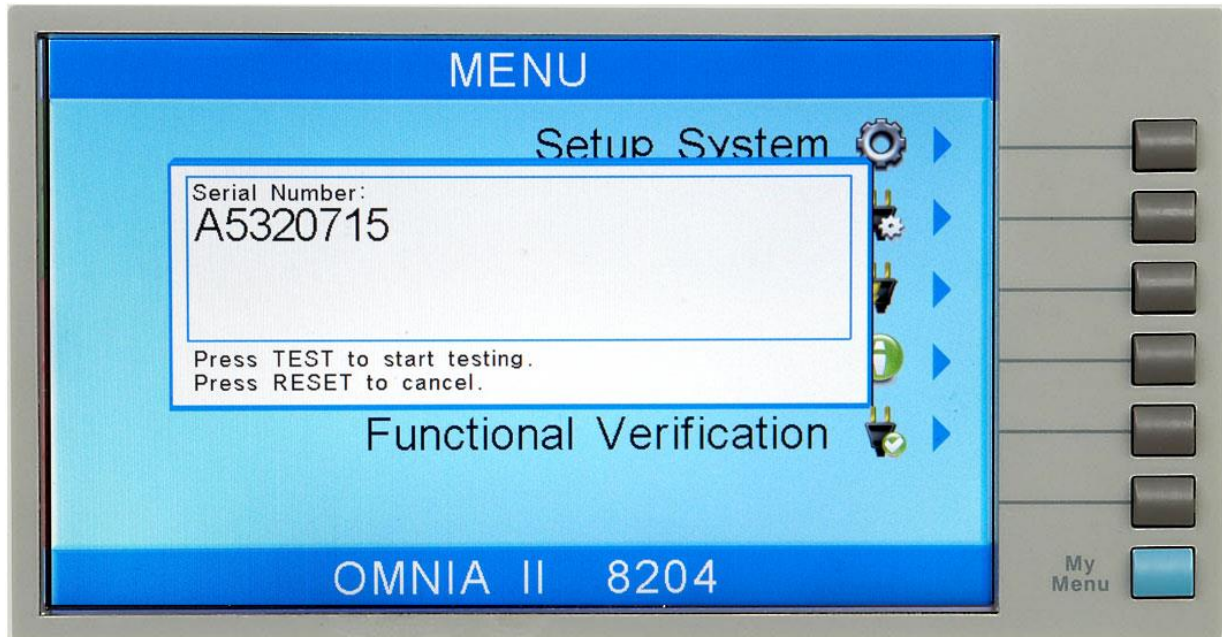 MENU
Setup System
Serial Number:
A5320715
Press TEST to start testing.
Press RESET to cancel.
Functional Verification
OMNIA II 8204
My
Menu